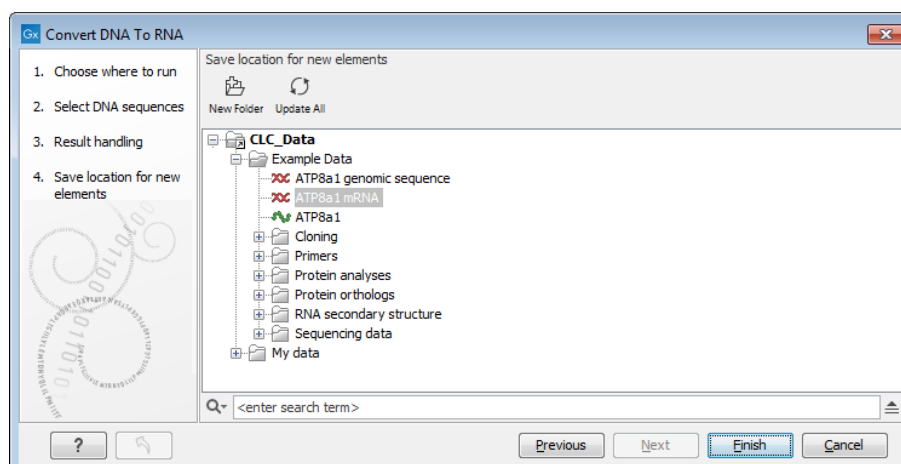 Gx Convert DNA To RNA
1. Choose where to run
2. Select DNA sequences
3. Result handling
4. Save location for new
elements
Save location for new elements
New Folder Update All
CLC_Data
Example Data
ATP8a1 genomic sequence
ATP8a1 mRNA
ATP8a1
Cloning
Primers
Protein analyses
Protein orthologs
RNA secondary structure
Sequencing data
My data
<enter search term>
? Previous Next Finish Cancel